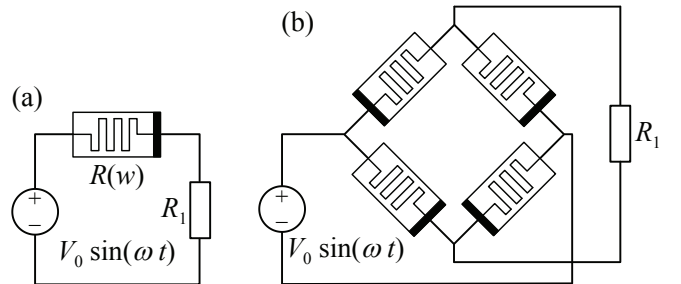 (a)
+
−
V₀ sin(ω t)
R(w)
R₁
(b)
+
−
V₀ sin(ω t)
R₁